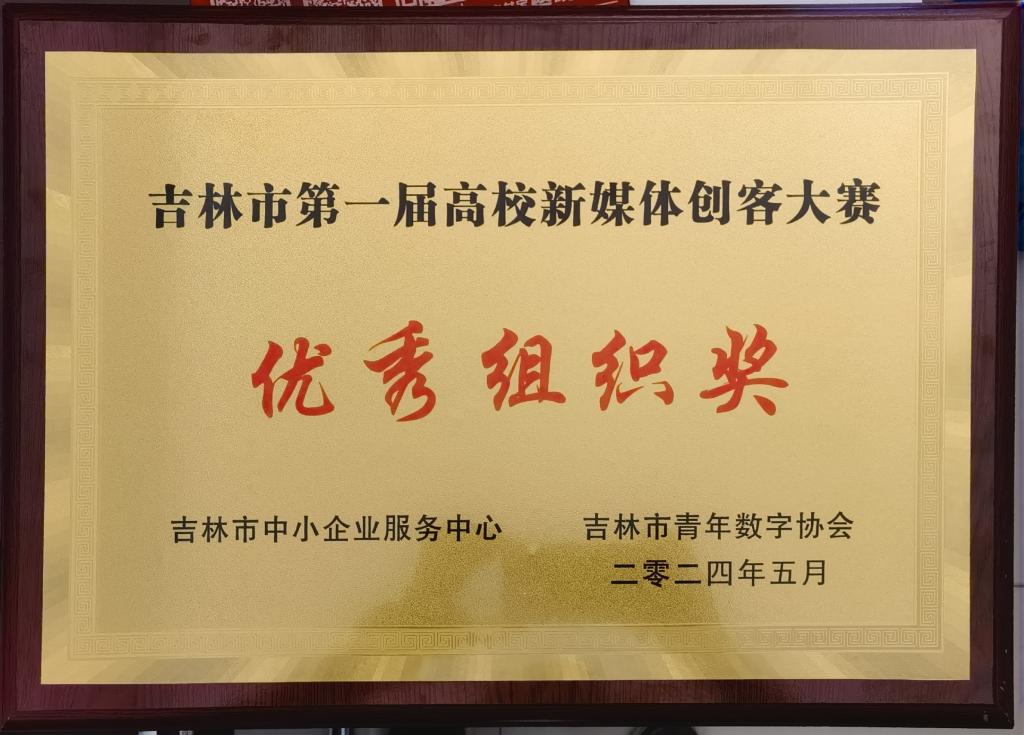 吉林市第一届高校新媒体创客大赛
优秀组织奖
吉林市中小企业服务中心 吉林市青年数字协会
二零二四年五月